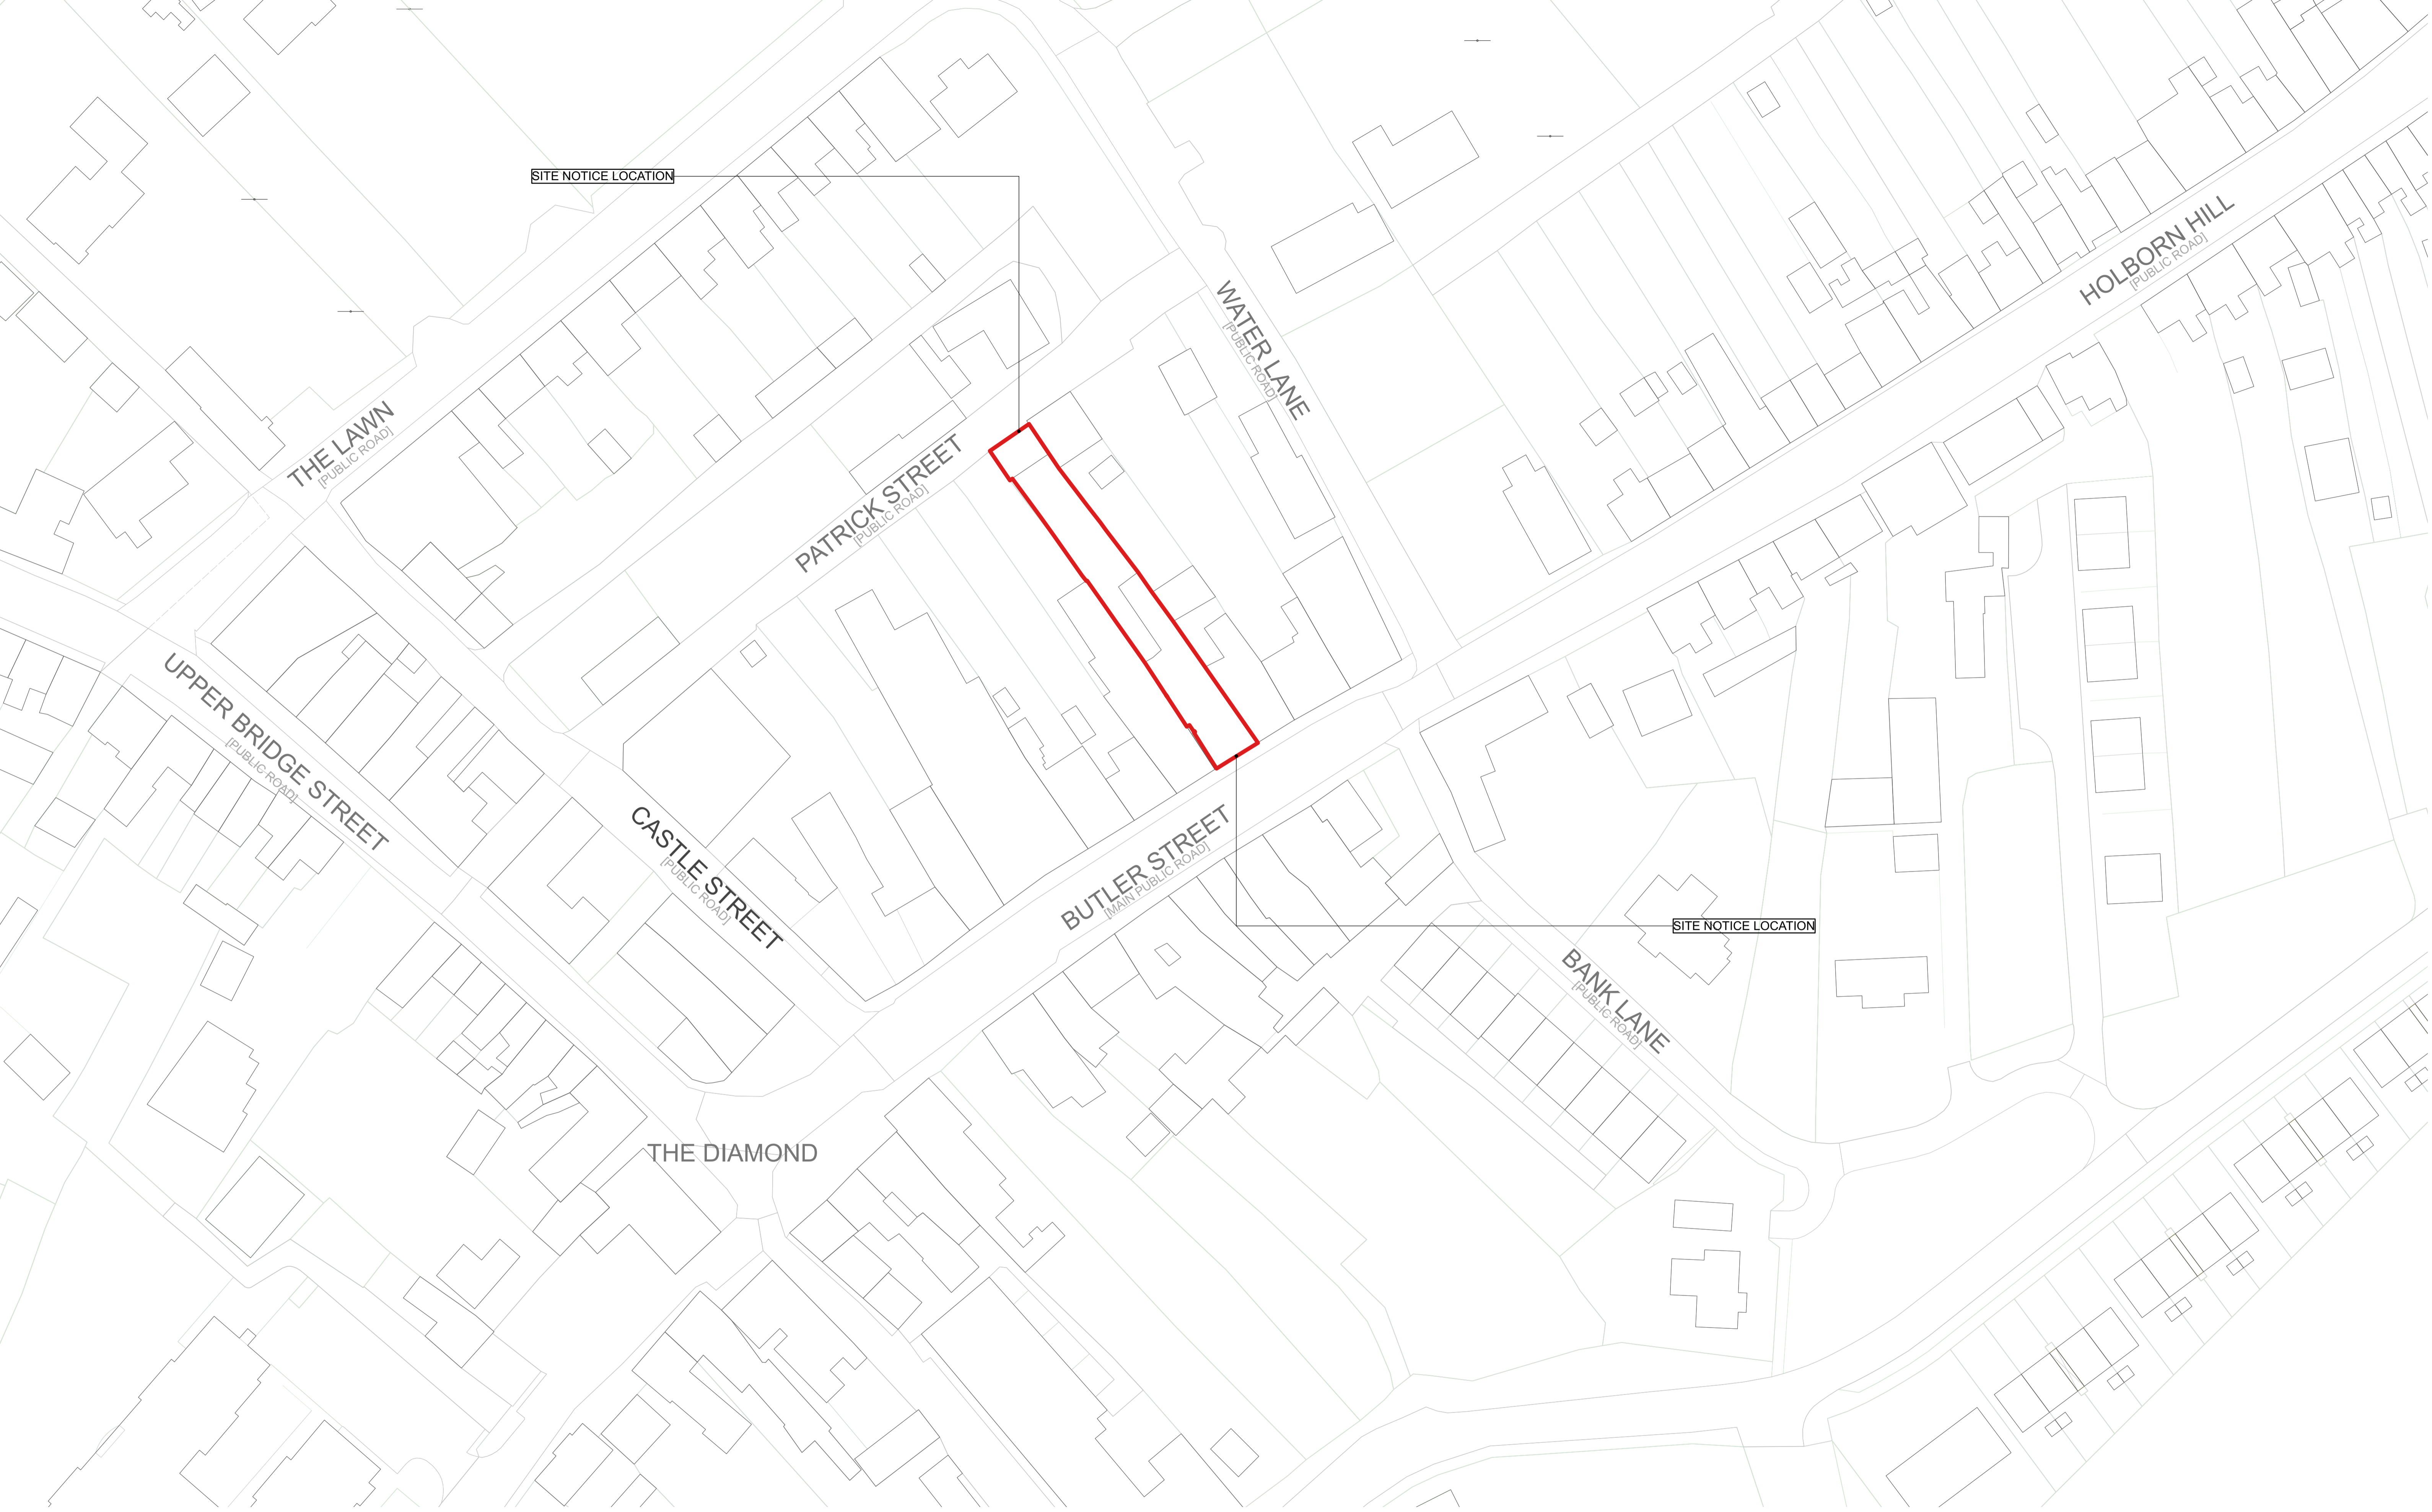 SITE NOTICE LOCATION
HOLBORN HILL
[PUBLIC ROAD]
WATER LANE
[PUBLIC ROAD]
THE LAWN
[PUBLIC ROAD]
PATRICK STREET
[PUBLIC ROAD]
UPPER BRIDGE STREET
[PUBLIC ROAD]
CASTLE STREET
[PUBLIC ROAD]
BUTLER STREET
[MAIN PUBLIC ROAD]
SITE NOTICE LOCATION
BANK LANE
[PUBLIC ROAD]
THE DIAMOND